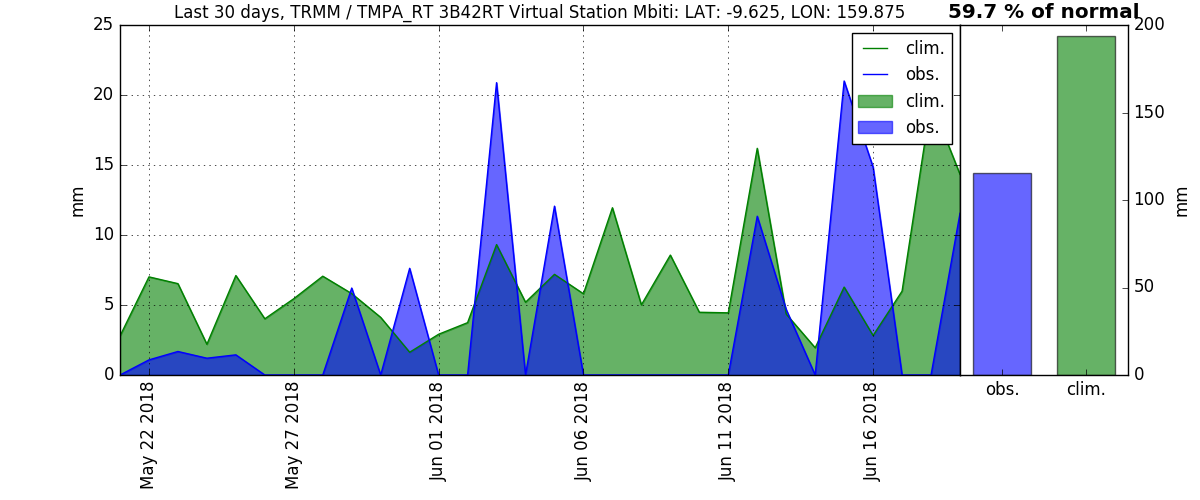 Last 30 days, TRMM / TMPA_RT 3B42RT Virtual Station Mbiti: LAT: -9.625, LON: 159.875
59.7 % of normal
25
20
15
10
5
0
mm
clim.
obs.
clim.
obs.
May 22 2018
May 27 2018
Jun 01 2018
Jun 06 2018
Jun 11 2018
Jun 16 2018
200
150
100
50
0
mm
obs.
clim.